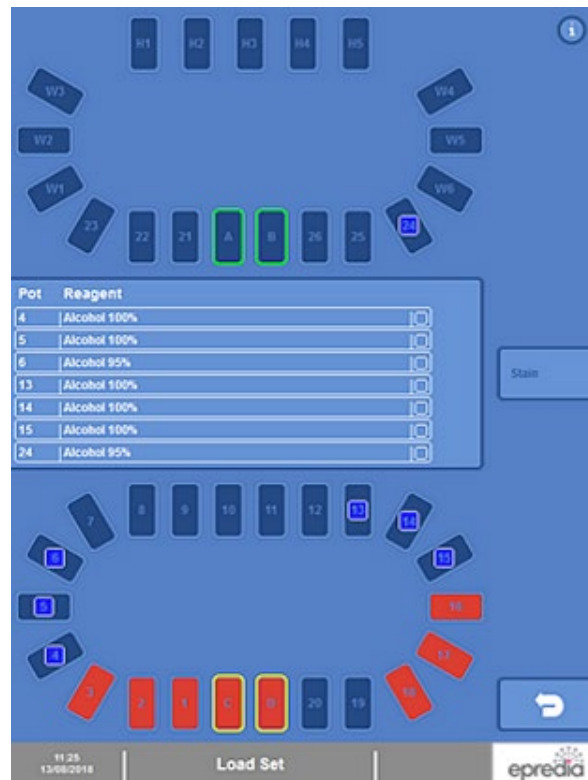 H1 H2 H3 H4 H5
W3 W4
W2 W5
W1 W6
23 22 21 A B 26 25 24
Pot Reagent
4 Alcohol 100%
5 Alcohol 100%
6 Alcohol 95%
13 Alcohol 100%
14 Alcohol 100%
15 Alcohol 100%
24 Alcohol 95%
Stain
7 8 9 10 11 12 13 14
6 15
5 16
4 17
3 2 1 C D 20 19 18
11:25
13/08/2018
Load Set
epredia